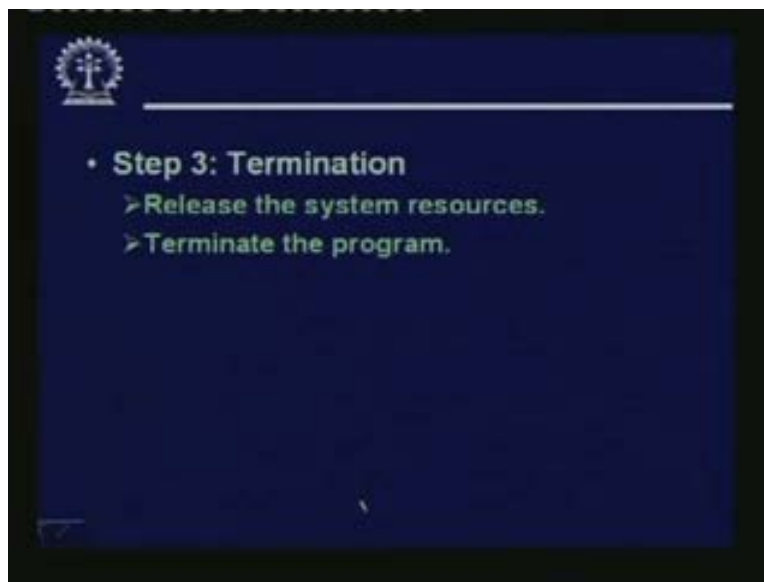 • Step 3: Termination
➢Release the system resources.
➢Terminate the program.